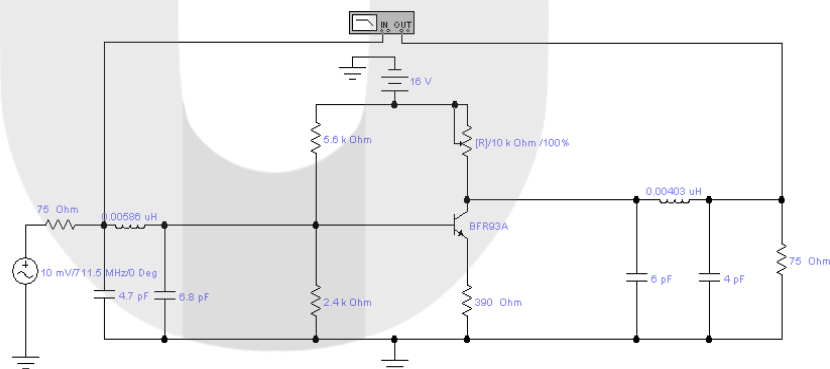 IN OUT
16 V
5.6 k Ohm
[R]/10 k Ohm /100%
0.00403 uH
75 Ohm
0.00586 uH
BFR93A
75 Ohm
10 mV/711.5 MHz/0 Deg
6 pF
4 pF
4.7 pF
6.8 pF
2.4 k Ohm
390 Ohm